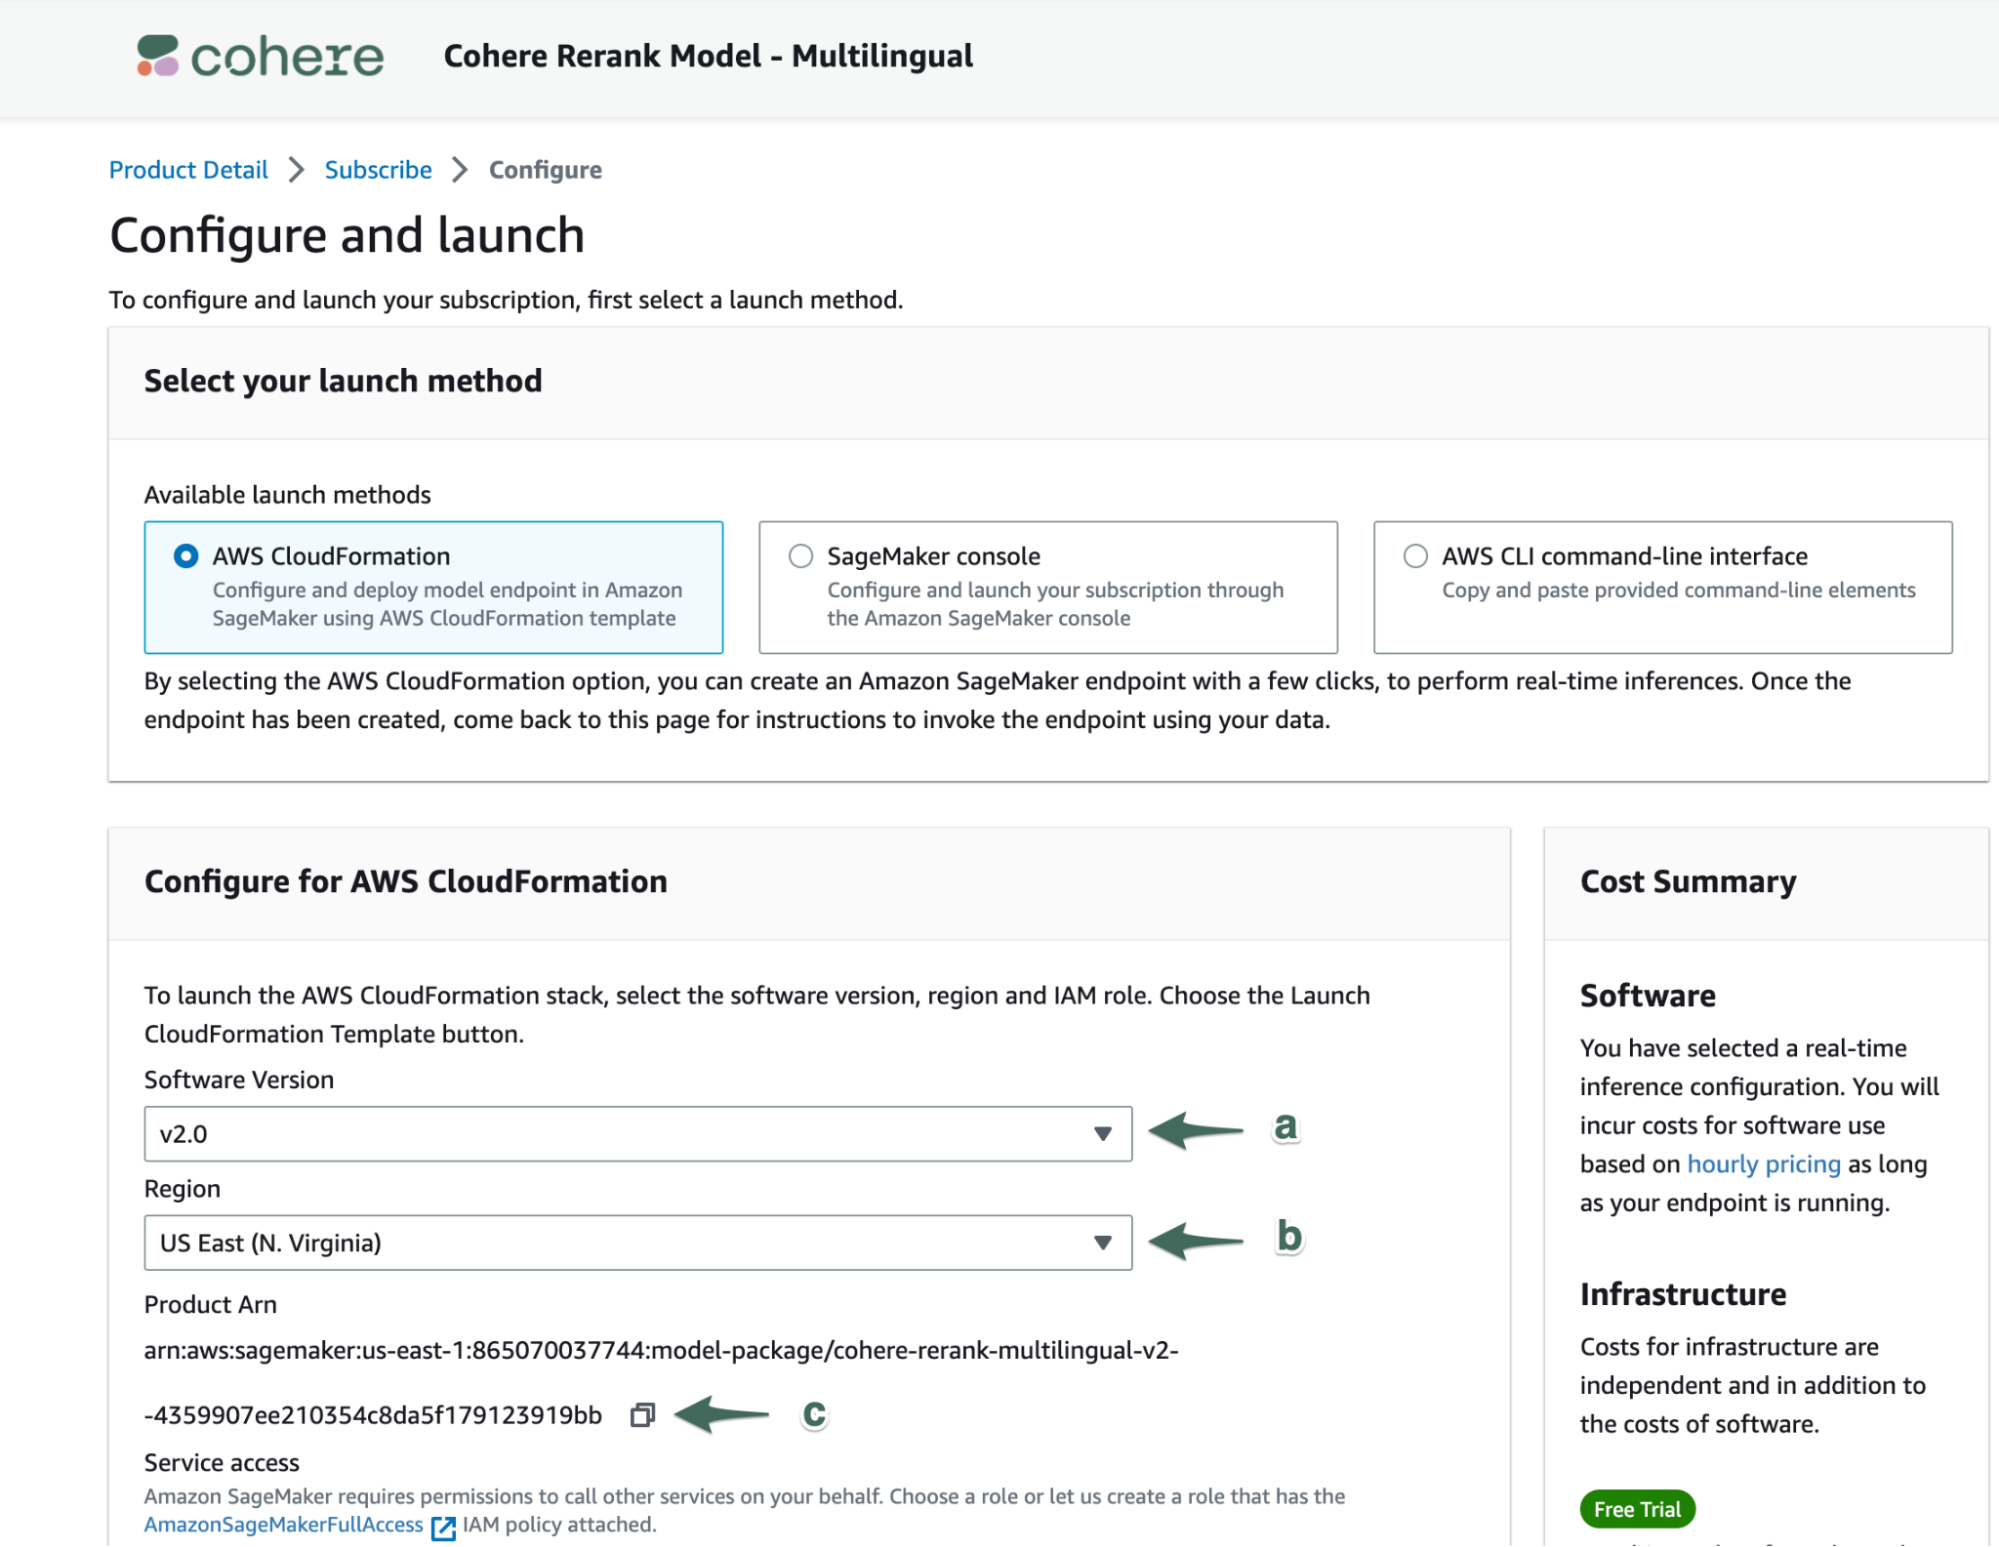 cohere
Cohere Rerank Model - Multilingual
Product Detail
Subscribe
Configure
Configure and launch
To configure and launch your subscription, first select a launch method.
Select your launch method
Available launch methods
AWS CloudFormation
Configure and deploy model endpoint in Amazon
SageMaker using AWS CloudFormation template
SageMaker console
Configure and launch your subscription through
the Amazon SageMaker console
AWS CLI command-line interface
Copy and paste provided command-line elements
By selecting the AWS CloudFormation option, you can create an Amazon SageMaker endpoint with a few clicks, to perform real-time inferences. Once the
endpoint has been created, come back to this page for instructions to invoke the endpoint using your data.
Configure for AWS CloudFormation
To launch the AWS CloudFormation stack, select the software version, region and IAM role. Choose the Launch
CloudFormation Template button.
Software Version
v2.0
a
Region
US East (N. Virginia)
b
Product Arn
arn:aws:sagemaker:us-east-1:865070037744:model-package/cohere-rerank-multilingual-v2-
-4359907ee210354c8da5f179123919bb
c
Service access
Amazon SageMaker requires permissions to call other services on your behalf. Choose a role or let us create a role that has the
AmazonSageMakerFullAccess IAM policy attached.
Cost Summary
Software
You have selected a real-time
inference configuration. You will
incur costs for software use
based on hourly pricing as long
as your endpoint is running.
Infrastructure
Costs for infrastructure are
independent and in addition to
the costs of software.
Free Trial